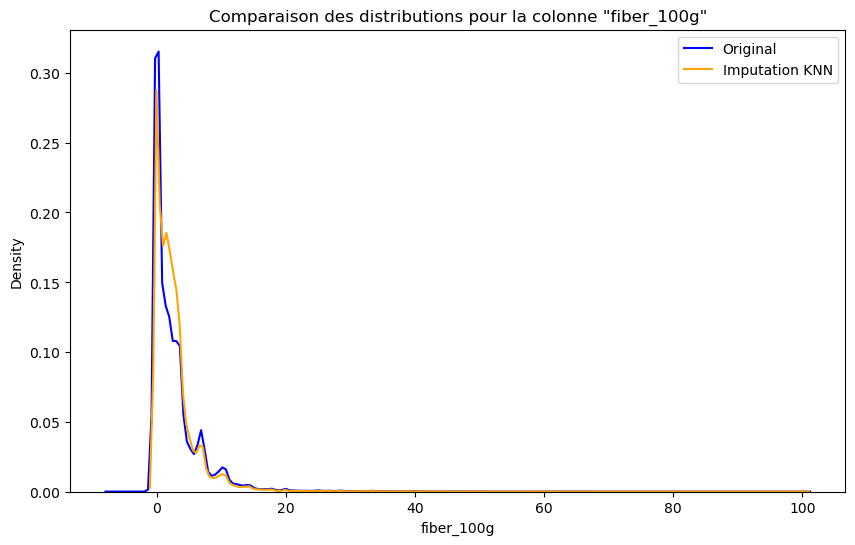 Comparaison des distributions pour la colonne "fiber_100g"
Original
Imputation KNN
0.30
0.25
0.20
0.15
0.10
0.05
0.00
Density
0
20
40
60
80
100
fiber_100g